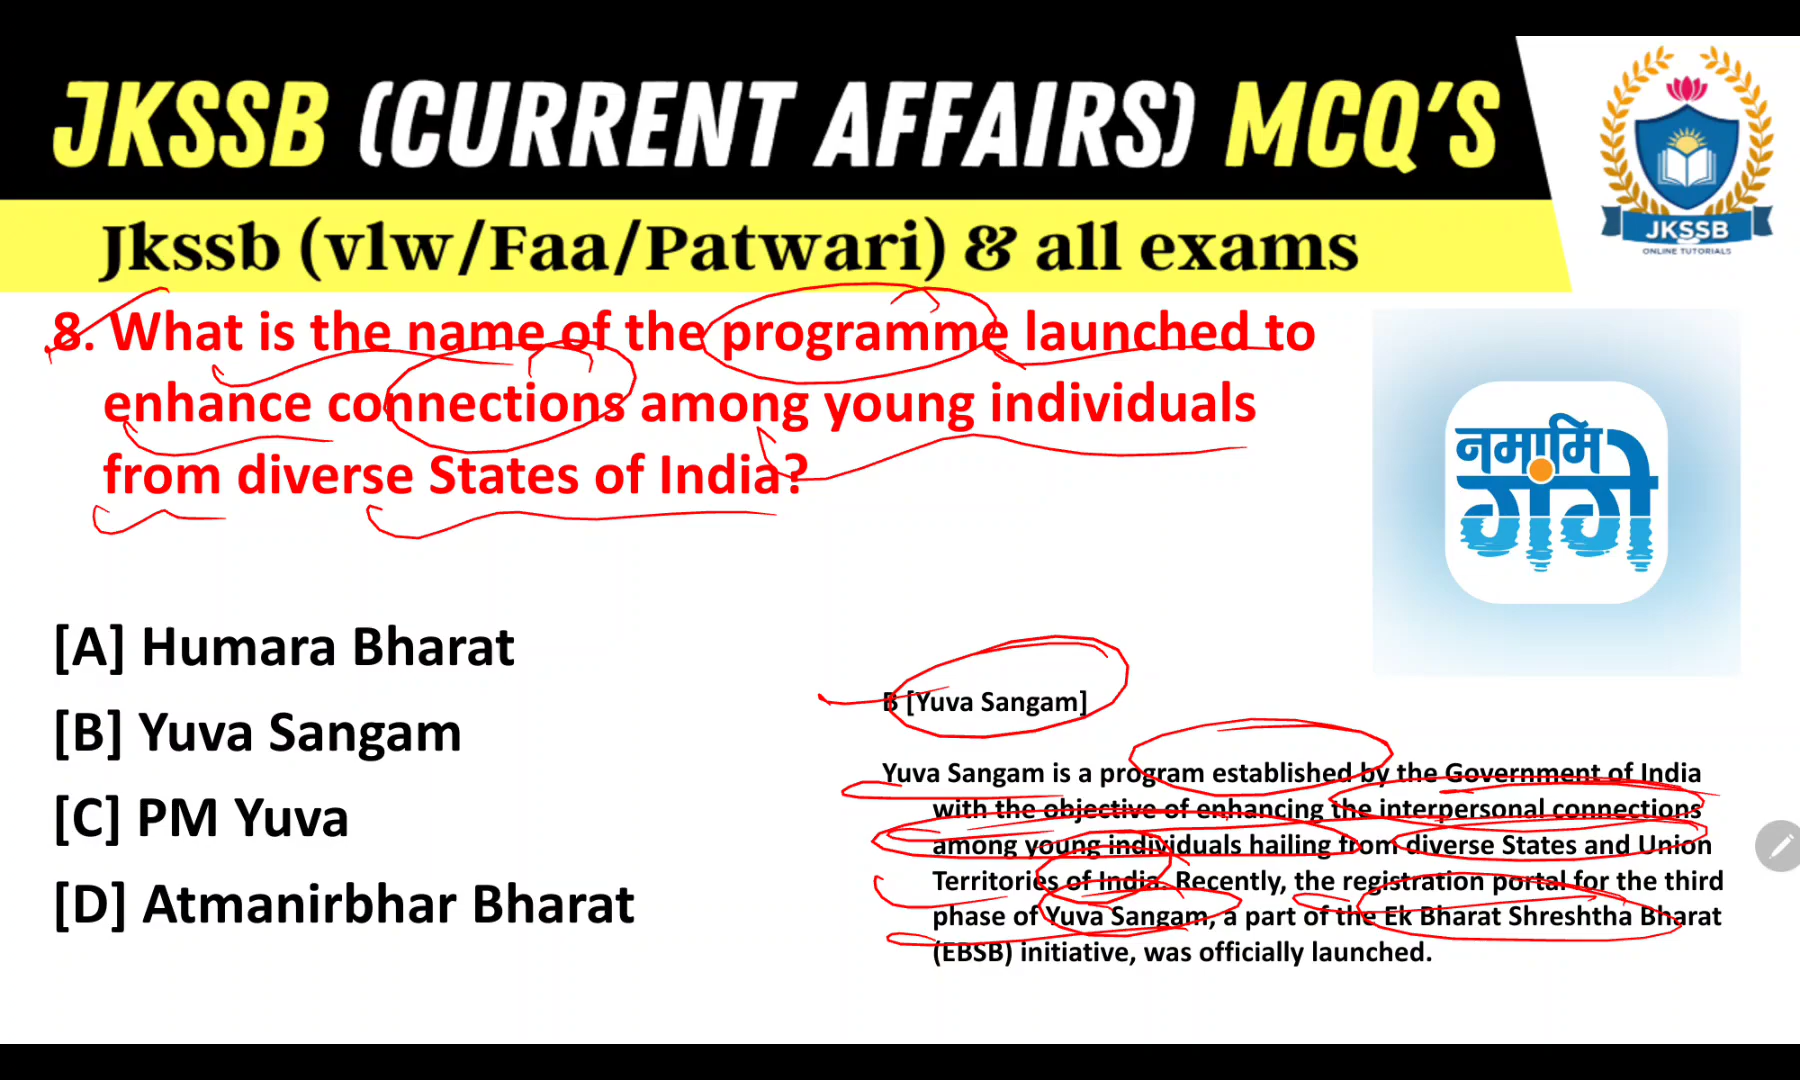 JKSSB (CURRENT AFFAIRS) MCQ'S
Jkssb (vlw/Faa/Patwari) & all exams
JKSSB
ONLINE TUTORIALS
8. What is the name of the programme launched to
enhance connections among young individuals
from diverse States of India?
नमामि
गंगे
[A] Humara Bharat
[B] Yuva Sangam
[C] PM Yuva
[D] Atmanirbhar Bharat
B [Yuva Sangam]
Yuva Sangam is a program established by the Government of India
with the objective of enhancing the interpersonal connections
among young individuals hailing from diverse States and Union
Territories of India. Recently, the registration portal for the third
phase of Yuva Sangam, a part of the Ek Bharat Shreshtha Bharat
(EBSB) initiative, was officially launched.